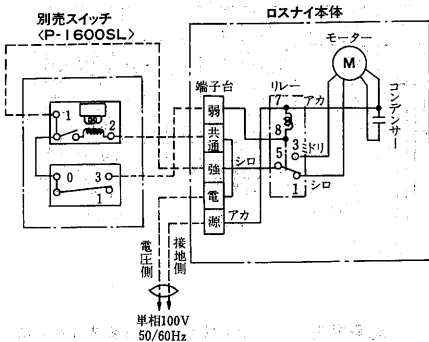 別売スイッチ
〈P-1600SL〉
ロスナイ本体
モーター
M
コンデンサー
端子台
リレー
アカ
弱
共通
強
電
源
7
8
3
ミドリ
5
1
シロ
シロ
アカ
1
2
0
3
1
電圧側
接地側
単相100V
50/60Hz